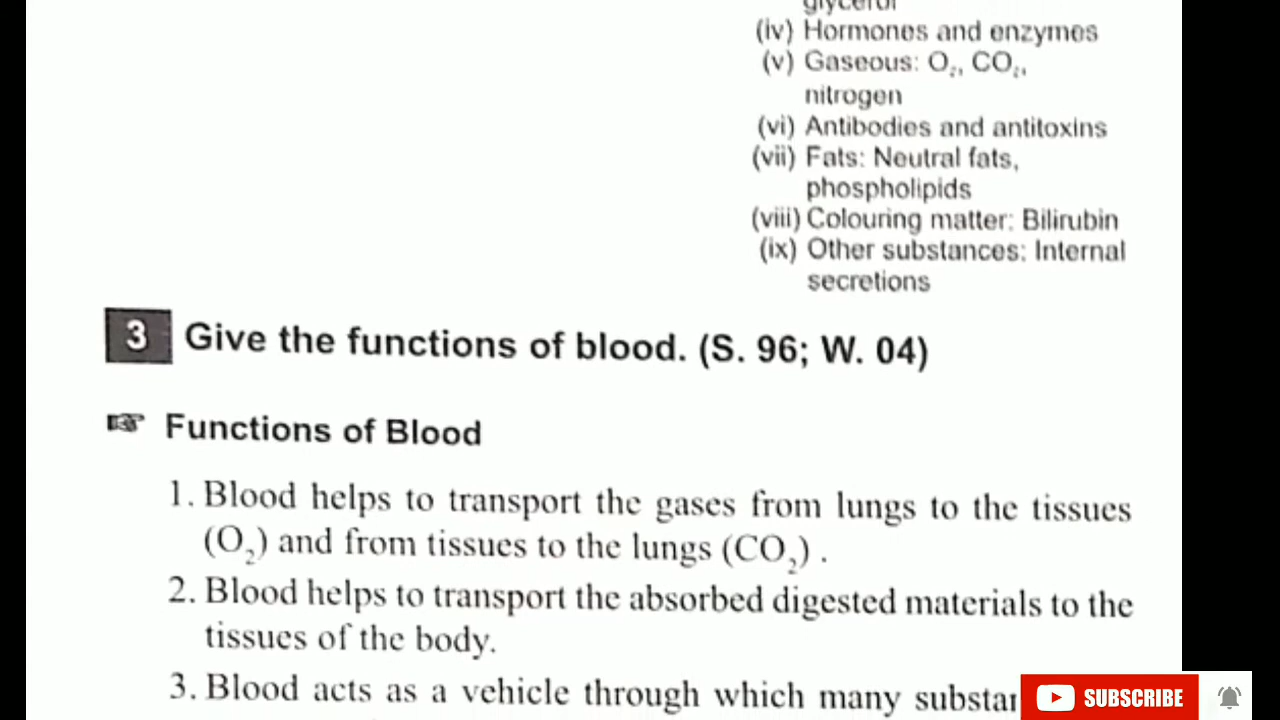 glycerol
(iv) Hormones and enzymes
(v) Gaseous: O₂, CO₂,
nitrogen
(vi) Antibodies and antitoxins
(vii) Fats: Neutral fats,
phospholipids
(viii) Colouring matter: Bilirubin
(ix) Other substances: Internal
secretions
3 Give the functions of blood. (S. 96; W. 04)
Functions of Blood
1. Blood helps to transport the gases from lungs to the tissues
(O₂) and from tissues to the lungs (CO₂) .
2. Blood helps to transport the absorbed digested materials to the
tissues of the body.
3. Blood acts as a vehicle through which many
SUBSCRIBE